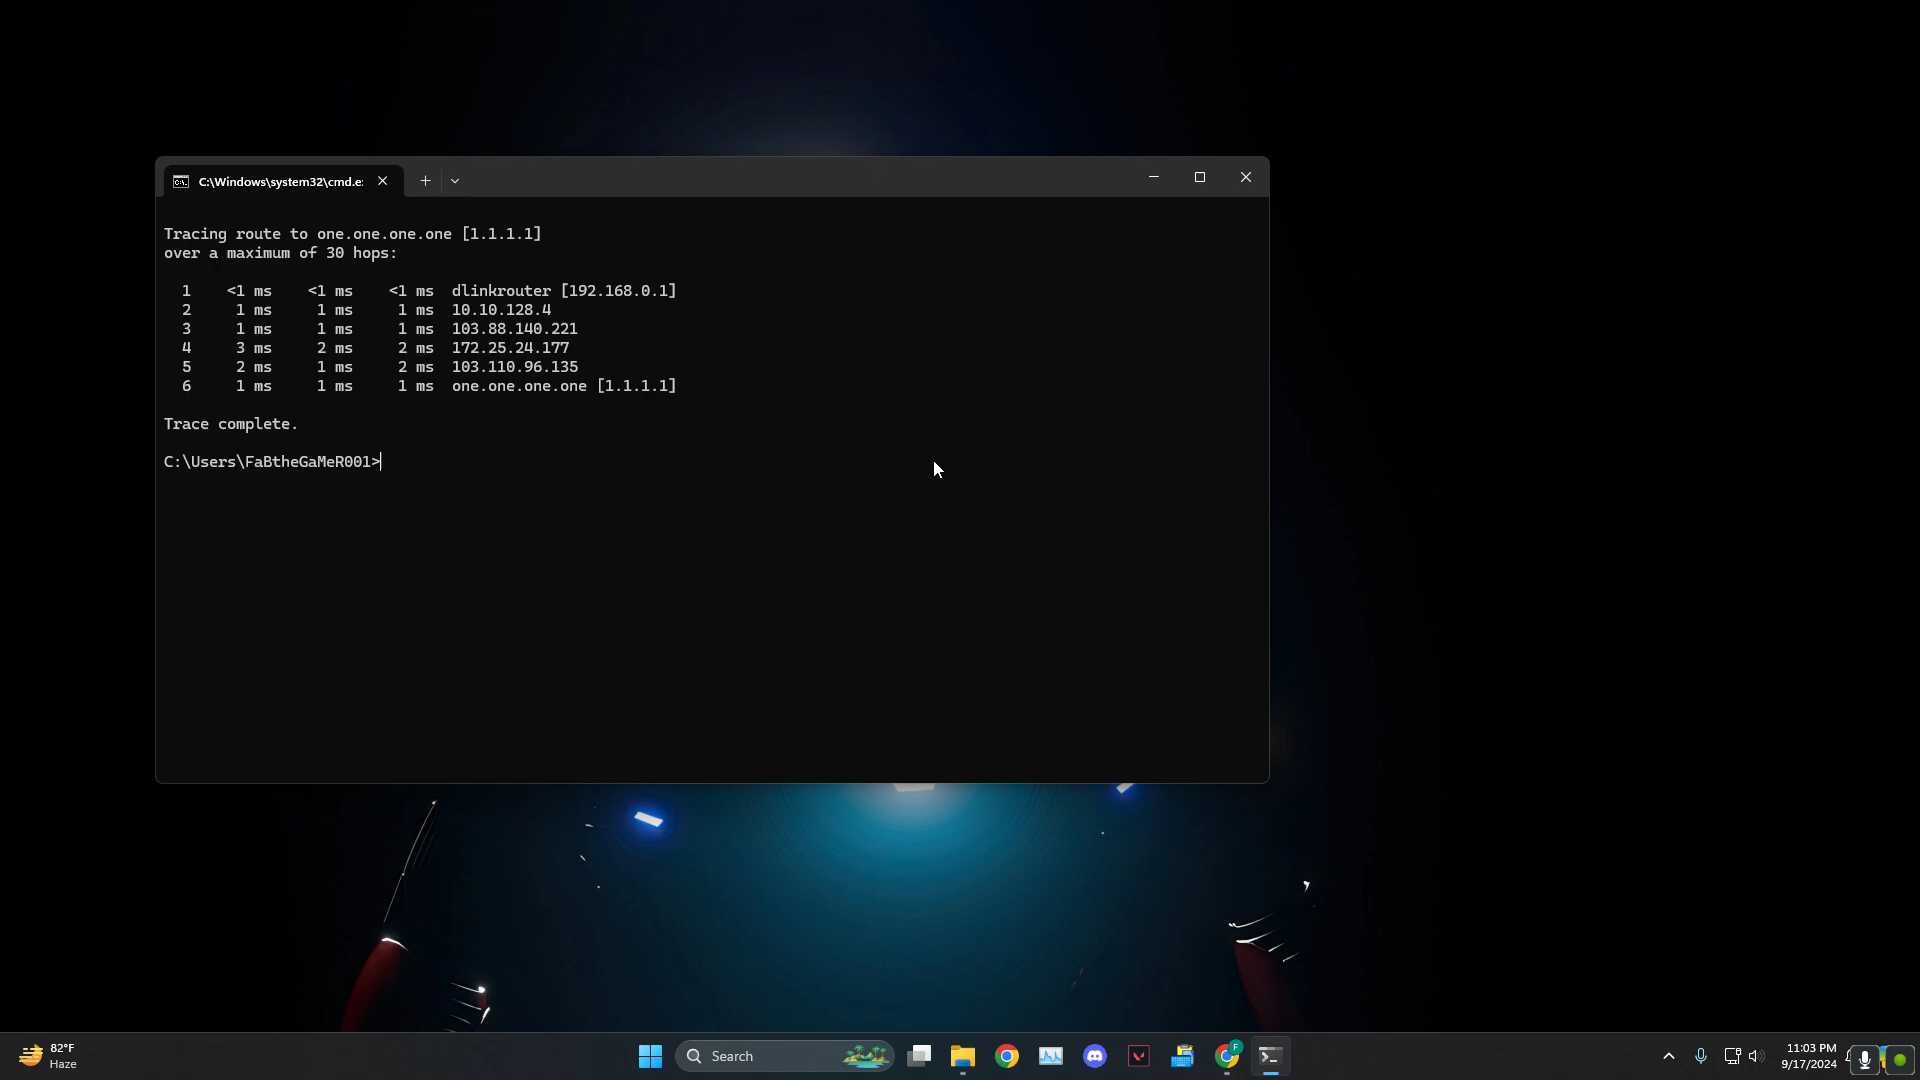 C:\Windows\system32\cmd.e
Tracing route to one.one.one.one [1.1.1.1]
over a maximum of 30 hops:
1 <1 ms <1 ms <1 ms dlinkrouter [192.168.0.1]
2 1 ms 1 ms 1 ms 10.10.128.4
3 1 ms 1 ms 1 ms 103.88.140.221
4 3 ms 2 ms 2 ms 172.25.24.177
5 2 ms 1 ms 2 ms 103.110.96.135
6 1 ms 1 ms 1 ms one.one.one.one [1.1.1.1]
Trace complete.
C:\Users\FaBtheGaMeR001>
82°F
Haze
Search
F
11:03 PM
9/17/2024